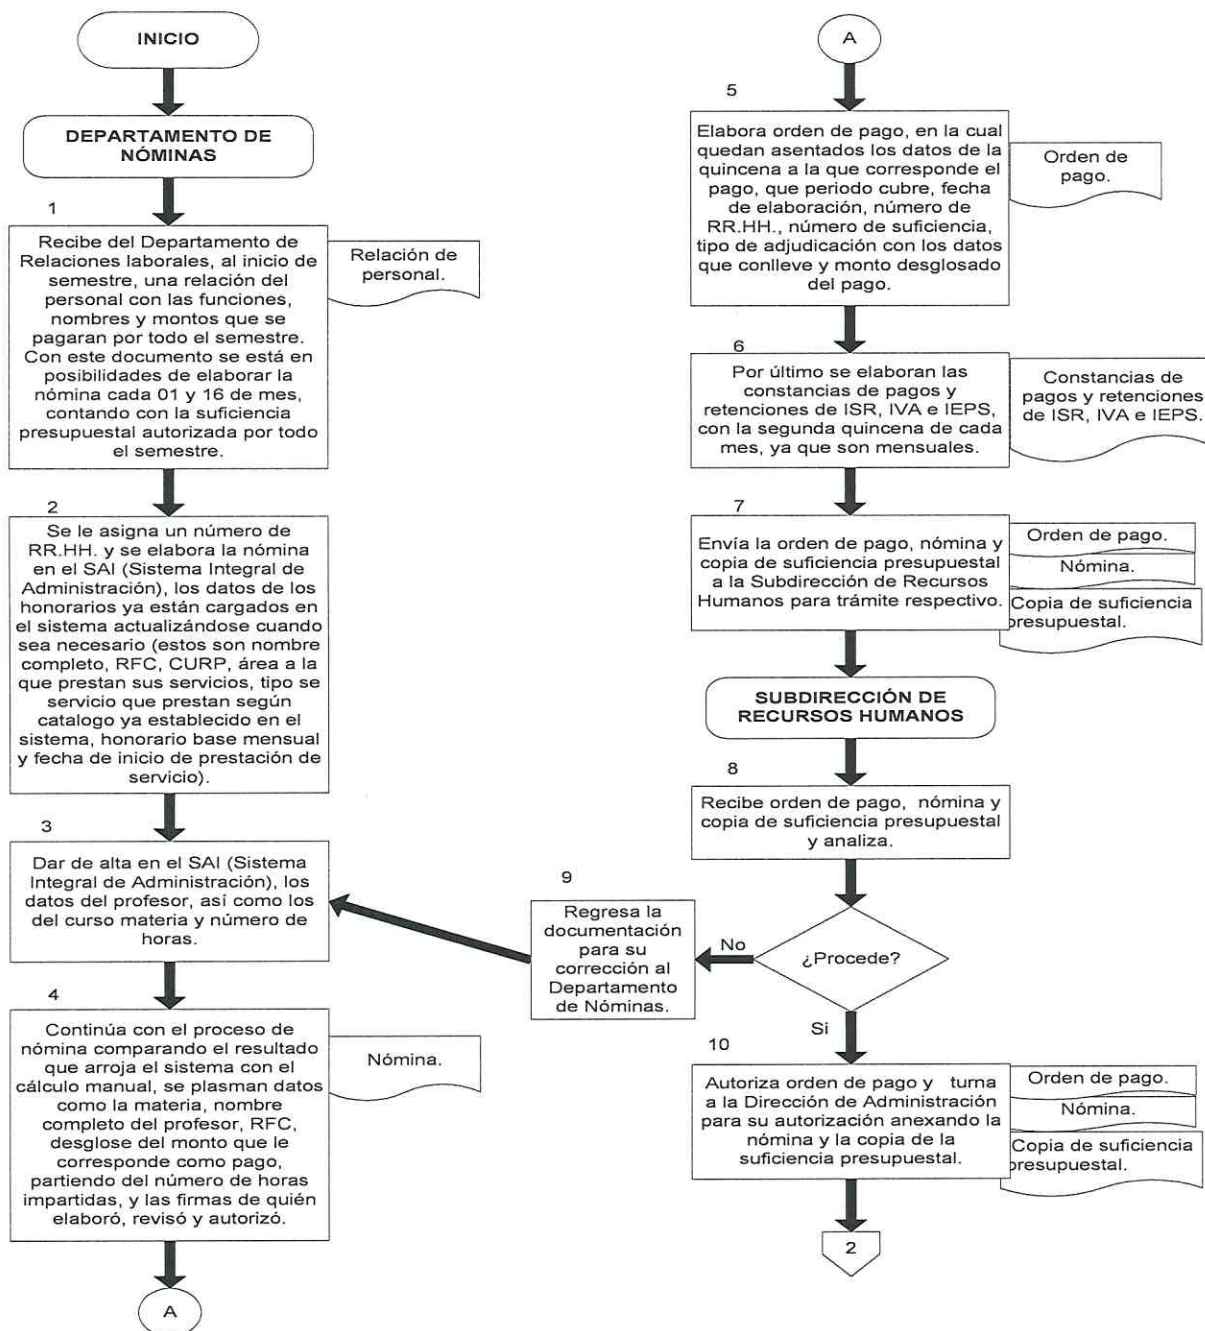 INICIO
DEPARTAMENTO DE
NÓMINAS
1
Recibe del Departamento de
Relaciones laborales, al inicio de
semestre, una relación del
personal con las funciones,
nombres y montos que se
pagaran por todo el semestre.
Con este documento se está en
posibilidades de elaborar la
nómina cada 01 y 16 de mes,
contando con la suficiencia
presupuestal autorizada por todo
el semestre.
Relación de
personal.
2
Se le asigna un número de
RR.HH. y se elabora la nómina
en el SAI (Sistema Integral de
Administración), los datos de los
honorarios ya están cargados en
el sistema actualizándose cuando
sea necesario (estos son nombre
completo, RFC, CURP, área a la
que prestan sus servicios, tipo se
servicio que prestan según
catalogo ya establecido en el
sistema, honorario base mensual
y fecha de inicio de prestación de
servicio).
3
Dar de alta en el SAI (Sistema
Integral de Administración), los
datos del profesor, así como los
del curso materia y número de
horas.
4
Continúa con el proceso de
nómina comparando el resultado
que arroja el sistema con el
cálculo manual, se plasman datos
como la materia, nombre
completo del profesor, RFC,
desglose del monto que le
corresponde como pago,
partiendo del número de horas
impartidas, y las firmas de quién
elaboró, revisó y autorizó.
Nómina.
A
A
5
Elabora orden de pago, en la cual
quedan asentados los datos de la
quincena a la que corresponde el
pago, que periodo cubre, fecha
de elaboración, número de
RR.HH., número de suficiencia,
tipo de adjudicación con los datos
que conlleve y monto desglosado
del pago.
Orden de
pago.
6
Por último se elaboran las
constancias de pagos y
retenciones de ISR, IVA e IEPS,
con la segunda quincena de cada
mes, ya que son mensuales.
Constancias de
pagos y retenciones
de ISR, IVA e IEPS.
7
Envía la orden de pago, nómina y
copia de suficiencia presupuestal
a la Subdirección de Recursos
Humanos para trámite respectivo.
Orden de pago.
Nómina.
Copia de suficiencia
presupuestal.
SUBDIRECCIÓN DE
RECURSOS HUMANOS
8
Recibe orden de pago, nómina y
copia de suficiencia presupuestal
y analiza.
¿Procede?
No
9
Regresa la
documentación
para su
corrección al
Departamento
de Nóminas.
Si
10
Autoriza orden de pago y turna
a la Dirección de Administración
para su autorización anexando la
nómina y la copia de la
suficiencia presupuestal.
Orden de pago.
Nómina.
Copia de suficiencia
presupuestal.
2